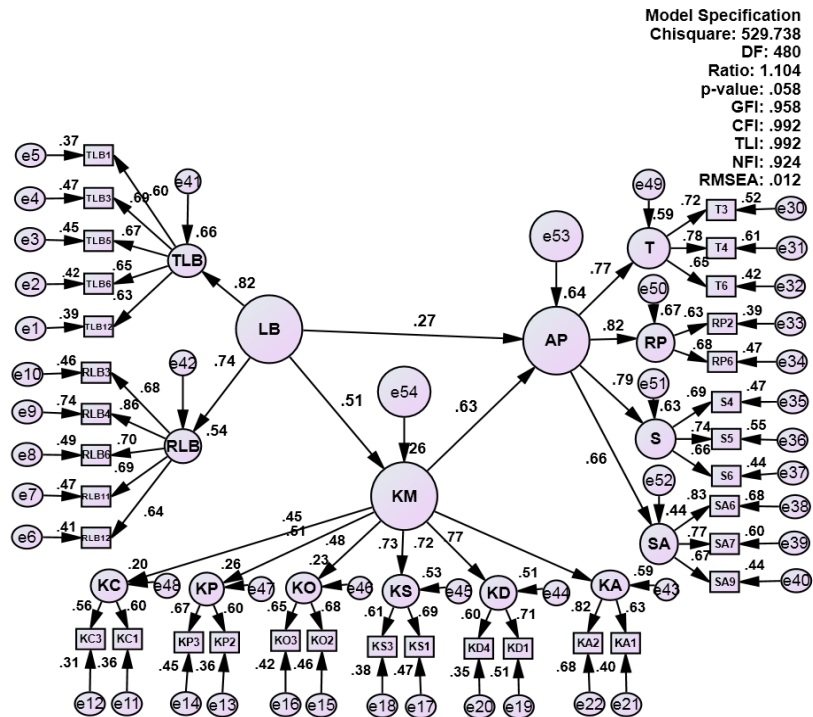 Model Specification
Chisquare: 529.738
DF: 480
Ratio: 1.104
p-value: .058
GFI: .958
CFI: .992
TLI: .992
NFI: .924
RMSEA: .012
.37
e5 TLB1
.47
e4 TLB3
.45
e3 TLB5
.42
e2 TLB6
.39
e1 TLB12
.60
.69
.67
.65
.63
e41
.66
TLB
.82
.46
e10 RLB3
.74
e9 RLB4
.49
e8 RLB6
.47
e7 RLB11
.41
e6 RLB12
.68
.86
.70
.69
.64
e42
.54
RLB
.74
LB
.27
.51
e53
.64
AP
e54
.26
KM
.63
.77
.82
.79
.66
e49
.59
T
.72 T3 .52 e30
.78 T4 .61 e31
.65 T6 .42 e32
e50
.67
RP
.63 RP2 .39 e33
.68 RP6 .47 e34
e51
.63
S
.69 S4 .47 e35
.74 S5 .55 e36
.66 S6 .44 e37
e52
.44
SA
.83 SA6 .68 e38
.77 SA7 .60 e39
.67 SA9 .44 e40
.45 .51 .48 .73 .72 .77
.20 .26 .23 .53 .51 .59
KC e48 KP e47 KO e46 KS e45 KD e44 KA e43
.56 .60 .67 .60 .65 .68 .61 .69 .60 .71 .82 .63
KC3 KC1 KP3 KP2 KO3 KO2 KS3 KS1 KD4 KD1 KA2 KA1
.31 .36 .45 .36 .42 .46 .38 .47 .35 .51 .68 .40
e12 e11 e14 e13 e16 e15 e18 e17 e20 e19 e22 e21